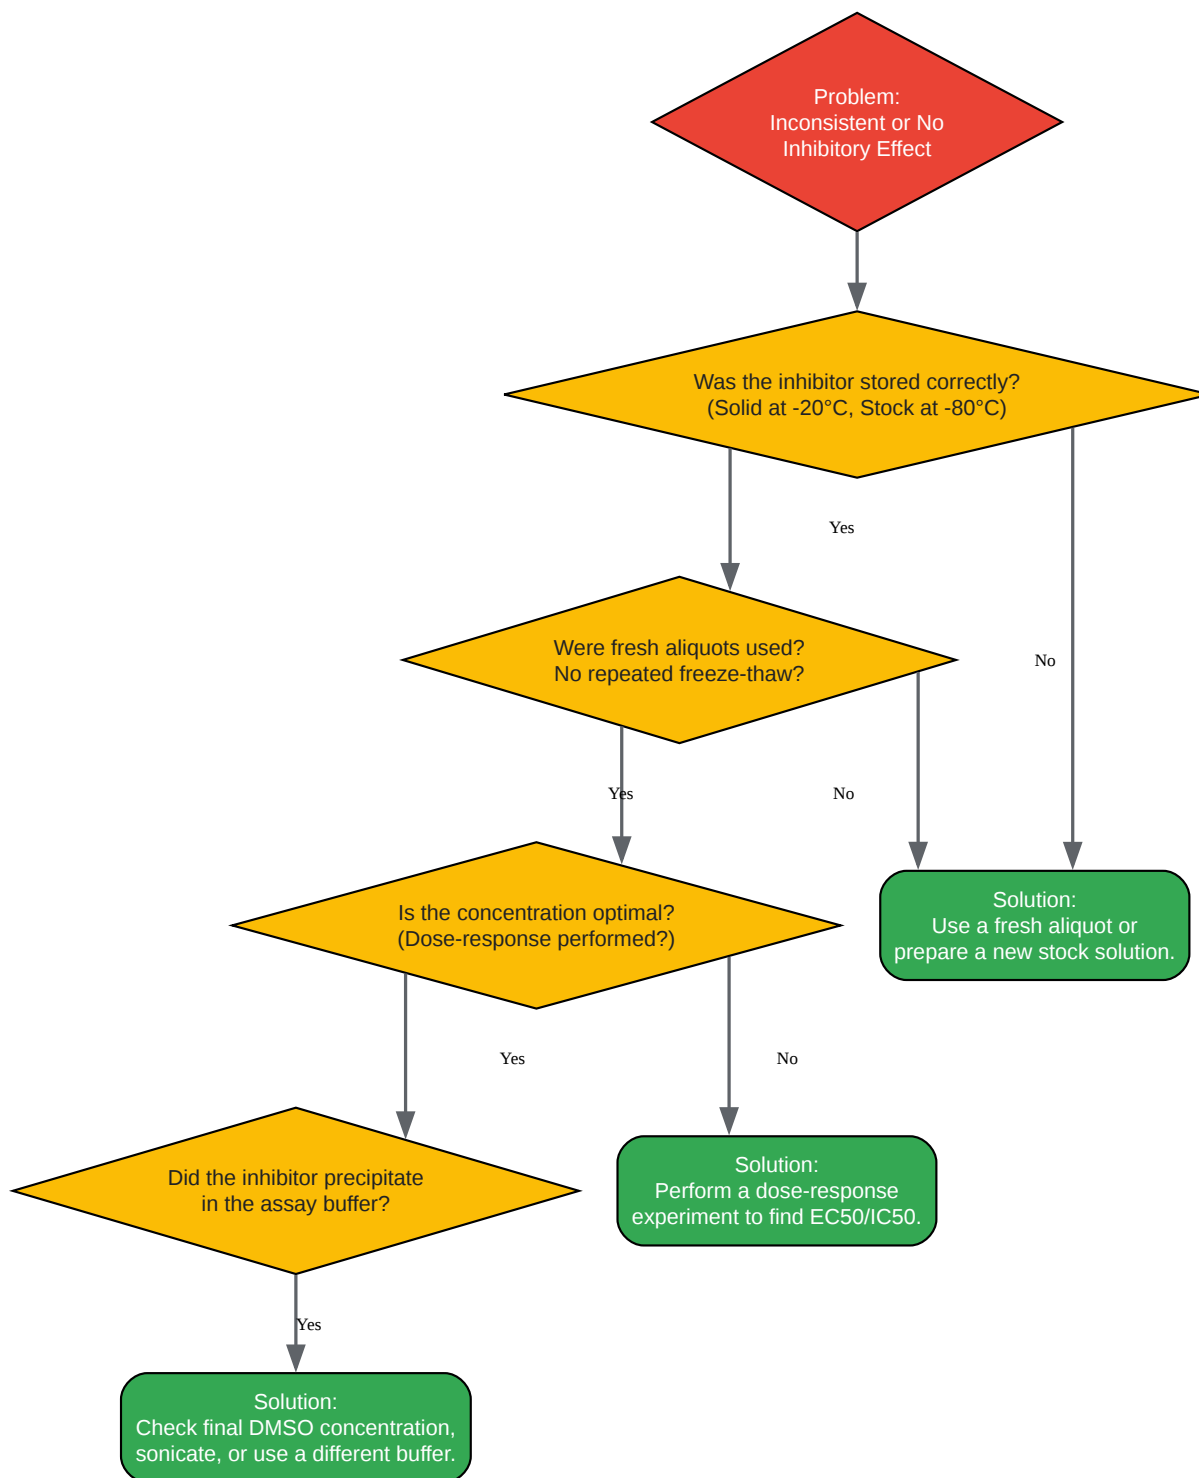 Problem:
Inconsistent or No
Inhibitory Effect
Was the inhibitor stored correctly?
(Solid at -20°C, Stock at -80°C)
Yes
No
Were fresh aliquots used?
No repeated freeze-thaw?
Yes
No
Solution:
Use a fresh aliquot or
prepare a new stock solution.
Is the concentration optimal?
(Dose-response performed?)
Yes
No
Solution:
Perform a dose-response
experiment to find EC50/IC50.
Did the inhibitor precipitate
in the assay buffer?
Yes
Solution:
Check final DMSO concentration,
sonicate, or use a different buffer.